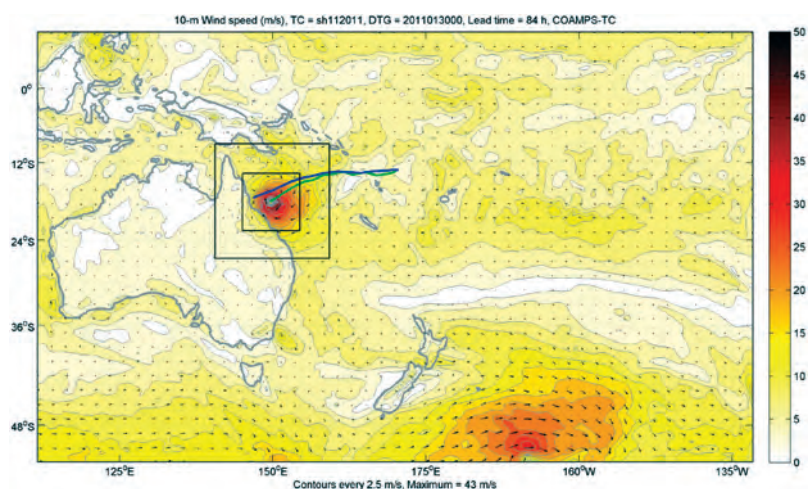 10-m Wind speed (m/s), TC = sh112011, DTG = 2011013000, Lead time = 84 h, COAMPS-TC
50
45
40
35
30
25
20
15
10
5
0
0°
12°S
24°S
36°S
48°S
125°E
150°E
175°E
160°W
135°W
Contours every 2.5 m/s, Maximum = 43 m/s